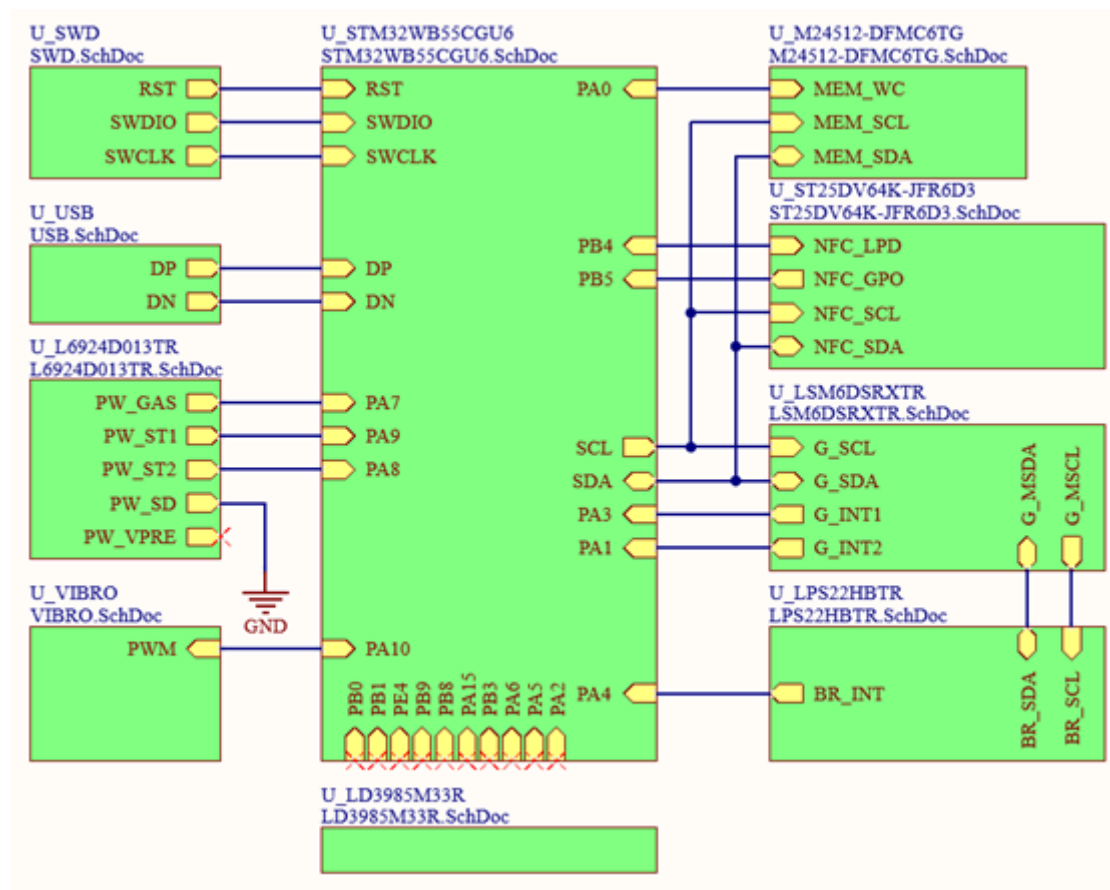 U_SWD
SWD.SchDoc
RST
SWDIO
SWCLK
U_USB
USB.SchDoc
DP
DN
U_L6924D013TR
L6924D013TR.SchDoc
PW_GAS
PW_ST1
PW_ST2
PW_SD
PW_VPRE
GND
U_VIBRO
VIBRO.SchDoc
PWM
U_STM32WB55CGU6
STM32WB55CGU6.SchDoc
RST
SWDIO
SWCLK
DP
DN
PA7
PA9
PA8
PA10
PA0
PB4
PB5
SCL
SDA
PA3
PA1
PA4
PB0
PB1
PE4
PB9
PB8
PA15
PB3
PA6
PA5
PA2
U_LD3985M33R
LD3985M33R.SchDoc
U_M24512-DFMC6TG
M24512-DFMC6TG.SchDoc
MEM_WC
MEM_SCL
MEM_SDA
U_ST25DV64K-JFR6D3
ST25DV64K-JFR6D3.SchDoc
NFC_LPD
NFC_GPO
NFC_SCL
NFC_SDA
U_LSM6DSRXTR
LSM6DSRXTR.SchDoc
G_SCL
G_SDA
G_INT1
G_INT2
G_MSDA
G_MSCL
U_LPS22HBTR
LPS22HBTR.SchDoc
BR_INT
BR_SDA
BR_SCL